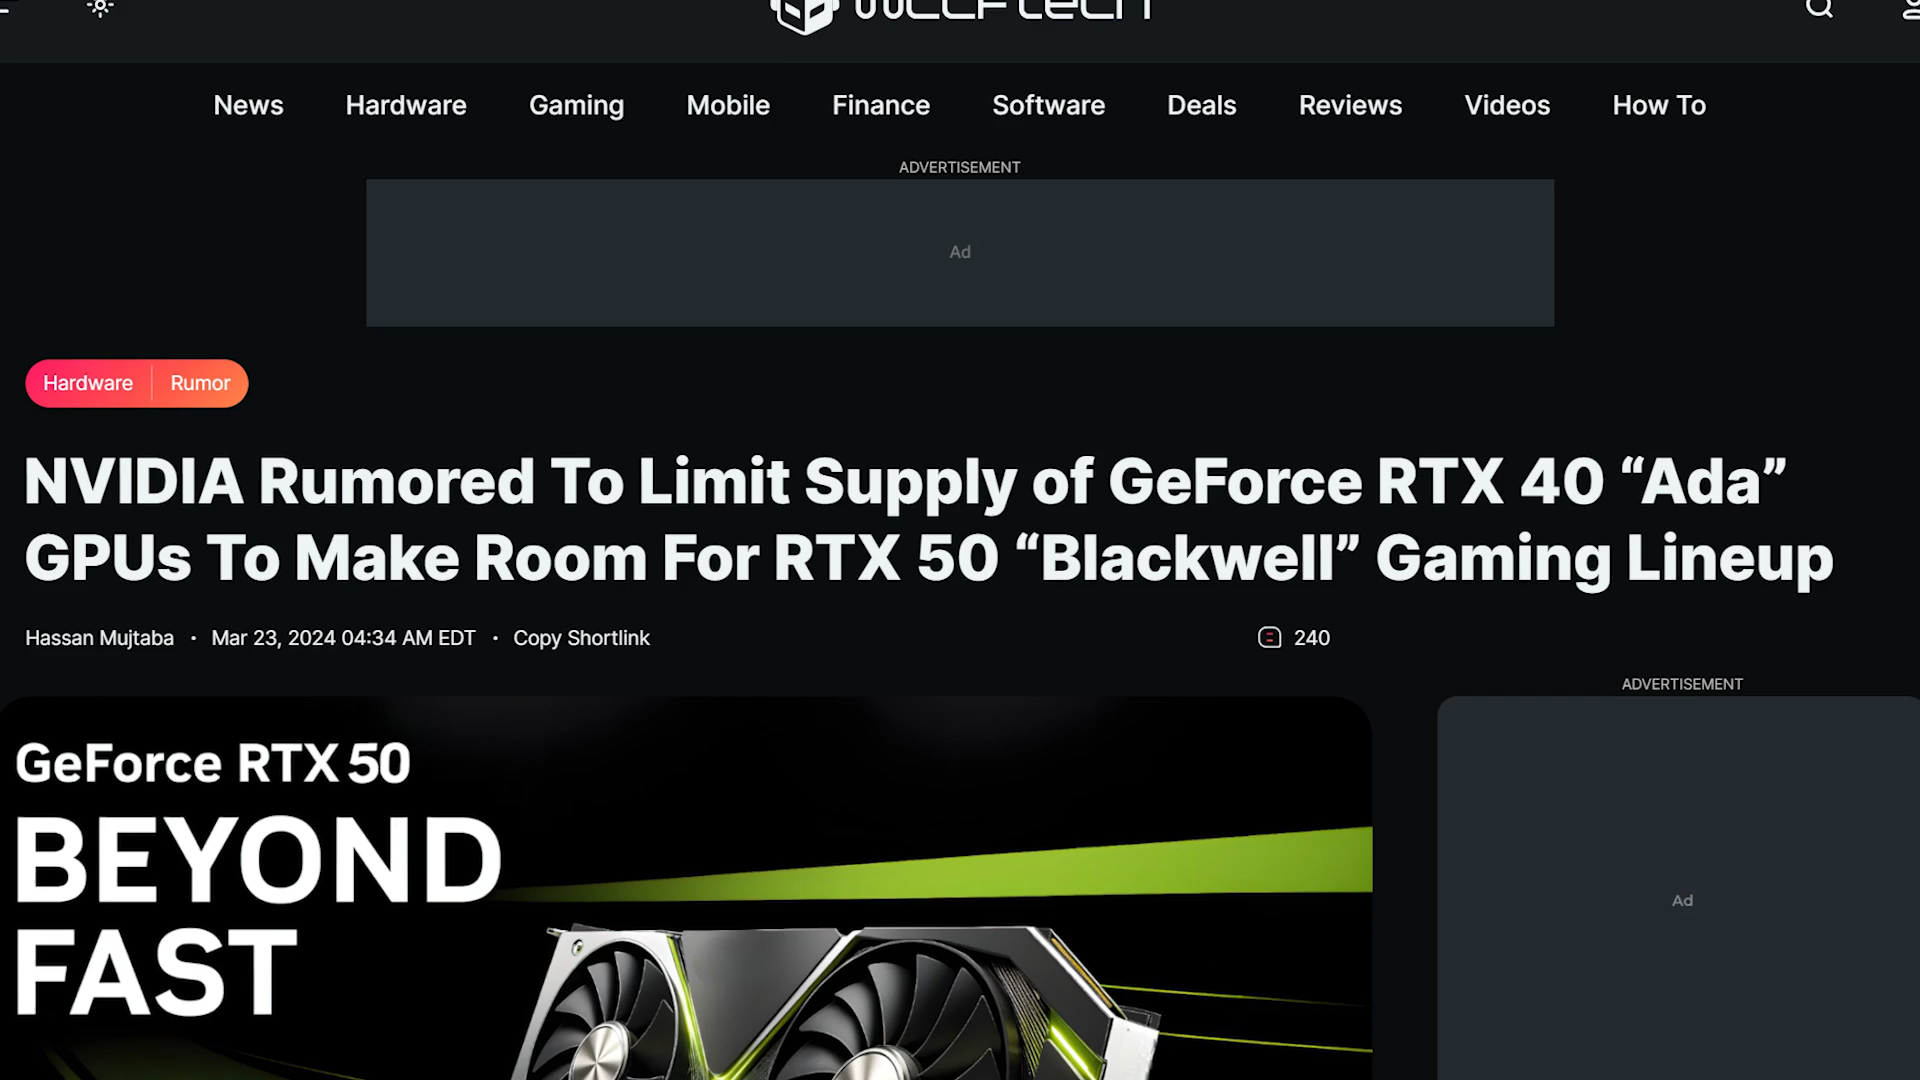 wccftech
News Hardware Gaming Mobile Finance Software Deals Reviews Videos How To
ADVERTISEMENT
Ad
Hardware Rumor
NVIDIA Rumored To Limit Supply of GeForce RTX 40 “Ada”
GPUs To Make Room For RTX 50 “Blackwell” Gaming Lineup
Hassan Mujtaba • Mar 23, 2024 04:34 AM EDT • Copy Shortlink 240
ADVERTISEMENT
GeForce RTX 50
BEYOND
FAST
Ad